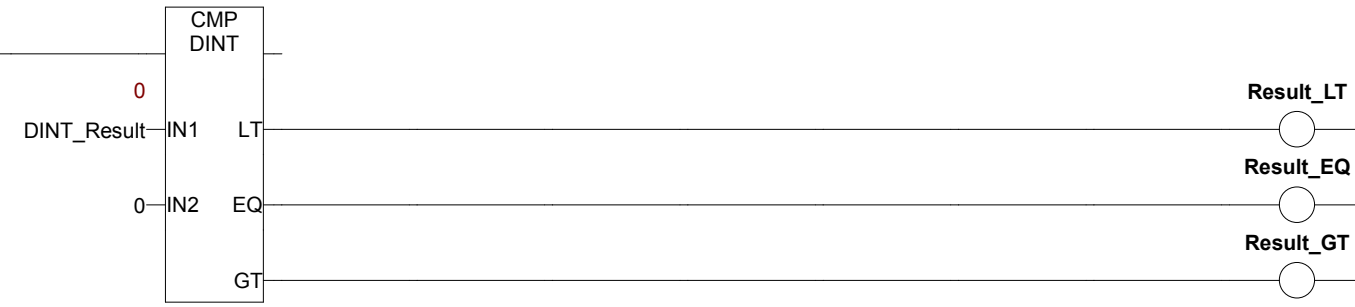 CMP
DINT
0
Result_LT
DINT_Result IN1 LT
Result_EQ
0 IN2 EQ
Result_GT
GT